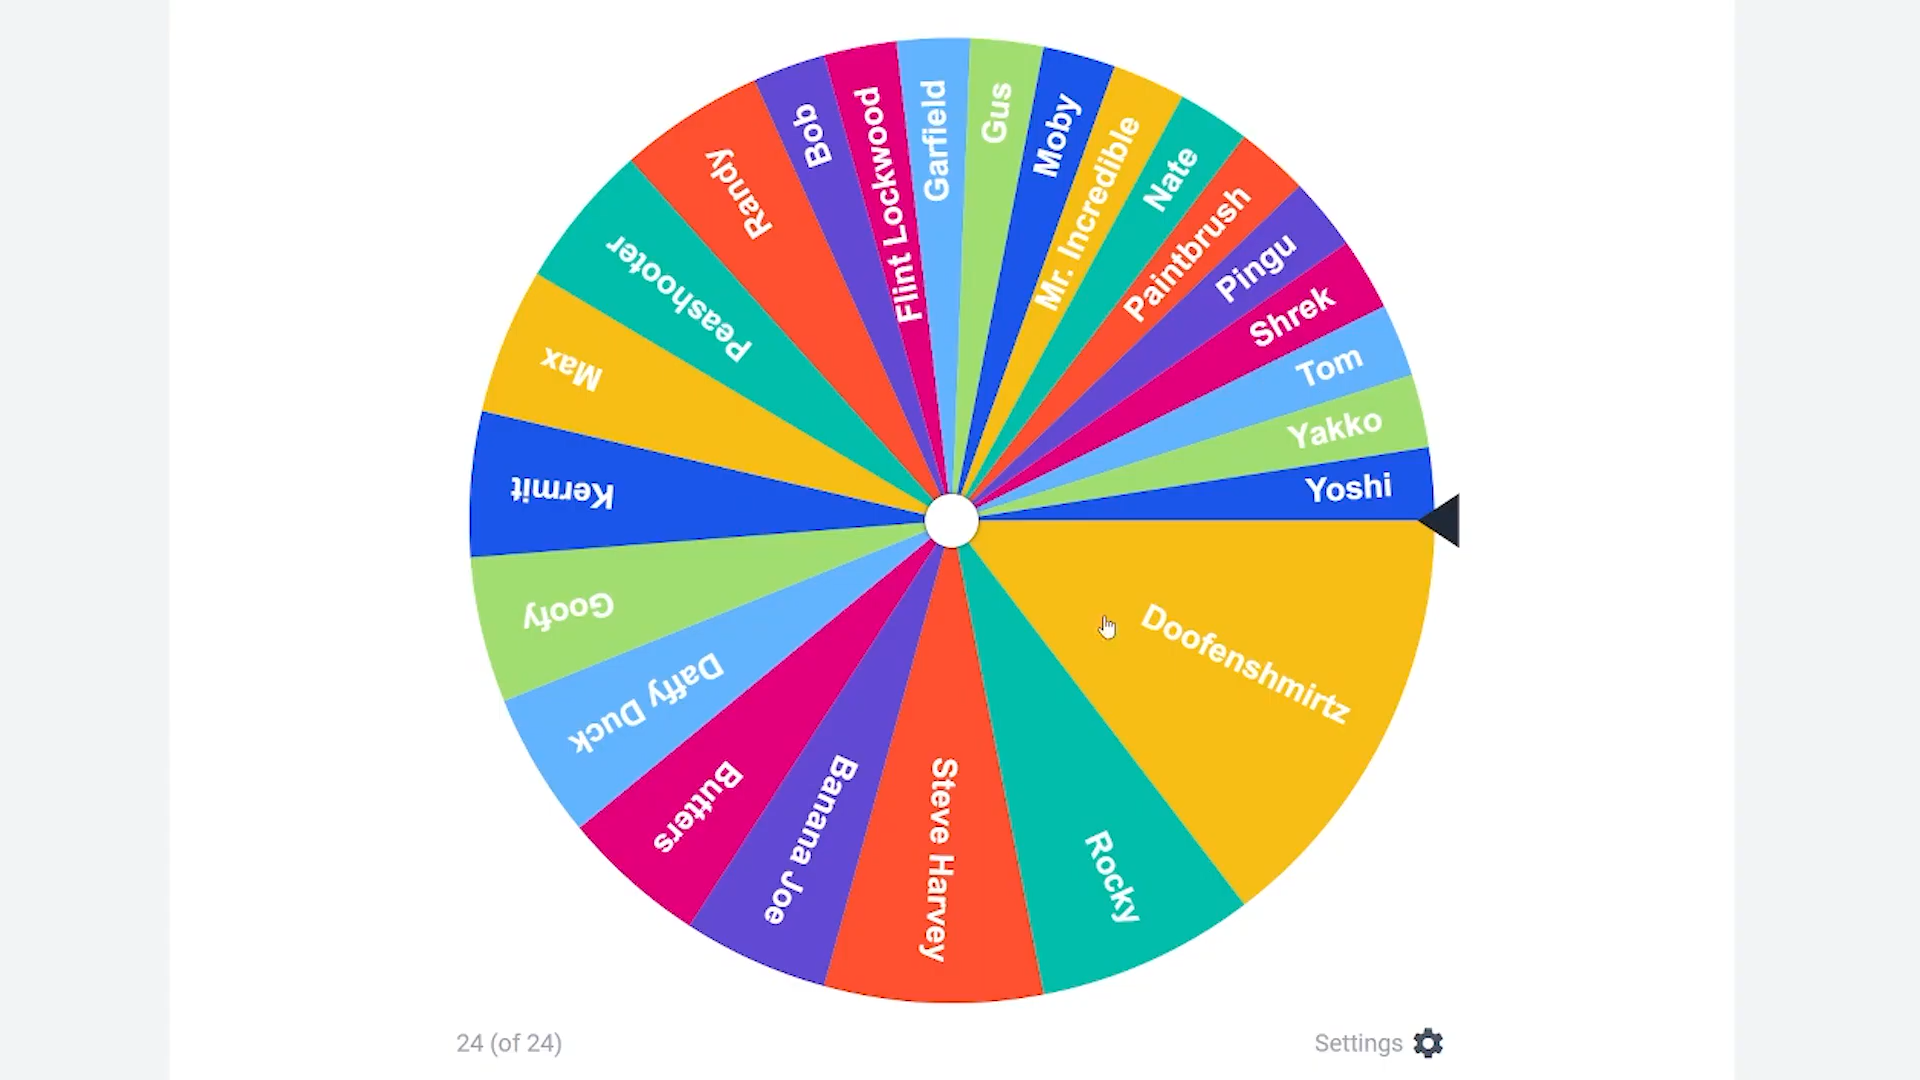 Doofenshmirtz
Rocky
Steve Harvey
Banana Joe
Butters
Daffy Duck
Goofy
Kermit
Max
Peashooter
Randy
Bob
Flint Lockwood
Garfield
Gus
Moby
Mr. Incredible
Nate
Paintbrush
Pingu
Shrek
Tom
Yakko
Yoshi
24 (of 24)
Settings